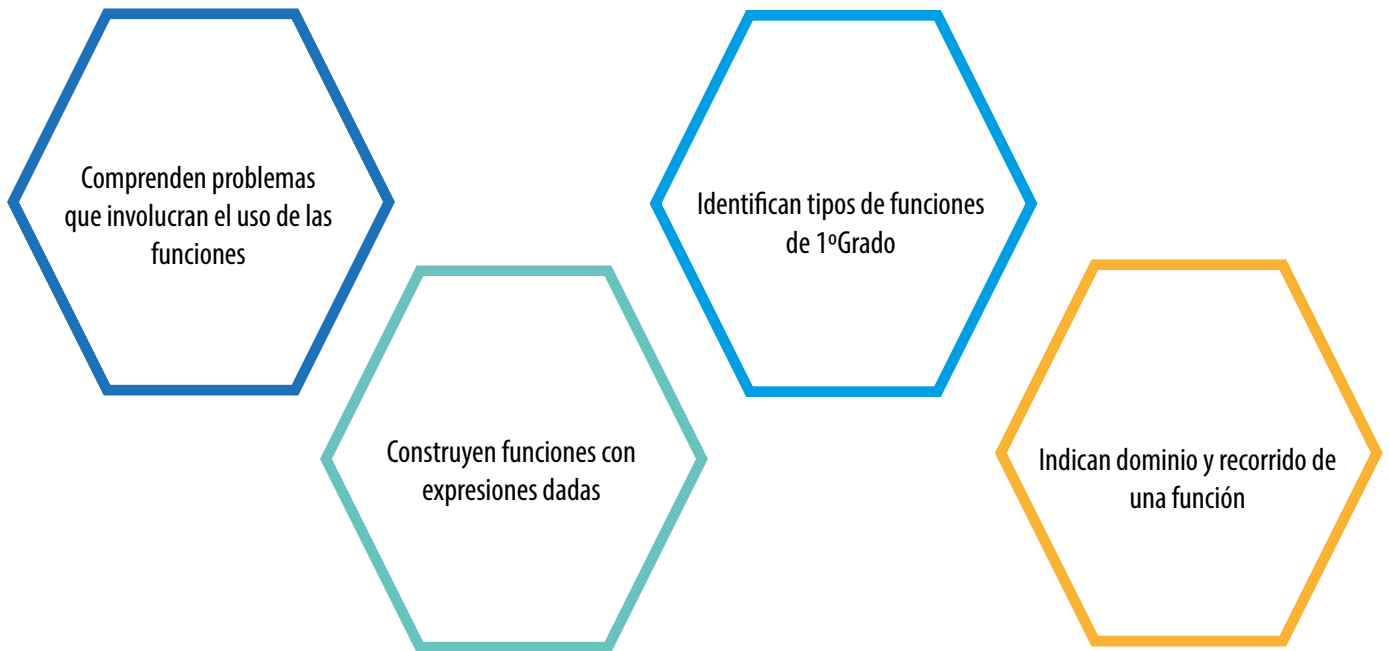 Comprenden problemas
que involucran el uso de las
funciones
Construyen funciones con
expresiones dadas
Identifican tipos de funciones
de 1ºGrado
Indican dominio y recorrido de
una función